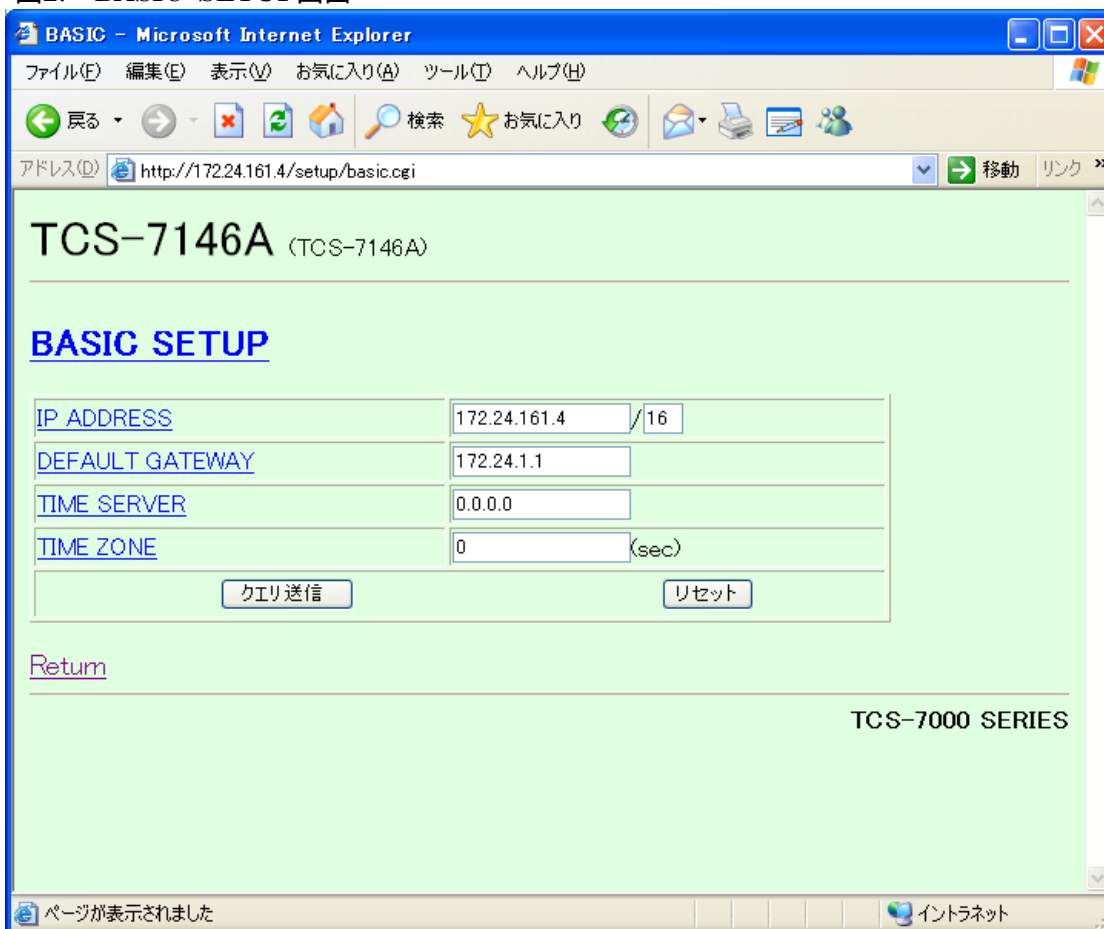 BASIC - Microsoft Internet Explorer
ファイル(F) 編集(E) 表示(V) お気に入り(A) ツール(T) ヘルプ(H)
戻る 検索 お気に入り
アドレス(D) http://172.24.161.4/setup/basic.cgi 移動 リンク »
TCS-7146A (TCS-7146A)
BASIC SETUP
IP ADDRESS 172.24.161.4 /16
DEFAULT GATEWAY 172.24.1.1
TIME SERVER 0.0.0.0
TIME ZONE 0 (sec)
クエリ送信 リセット
Return
TCS-7000 SERIES
ページが表示されました イントラネット